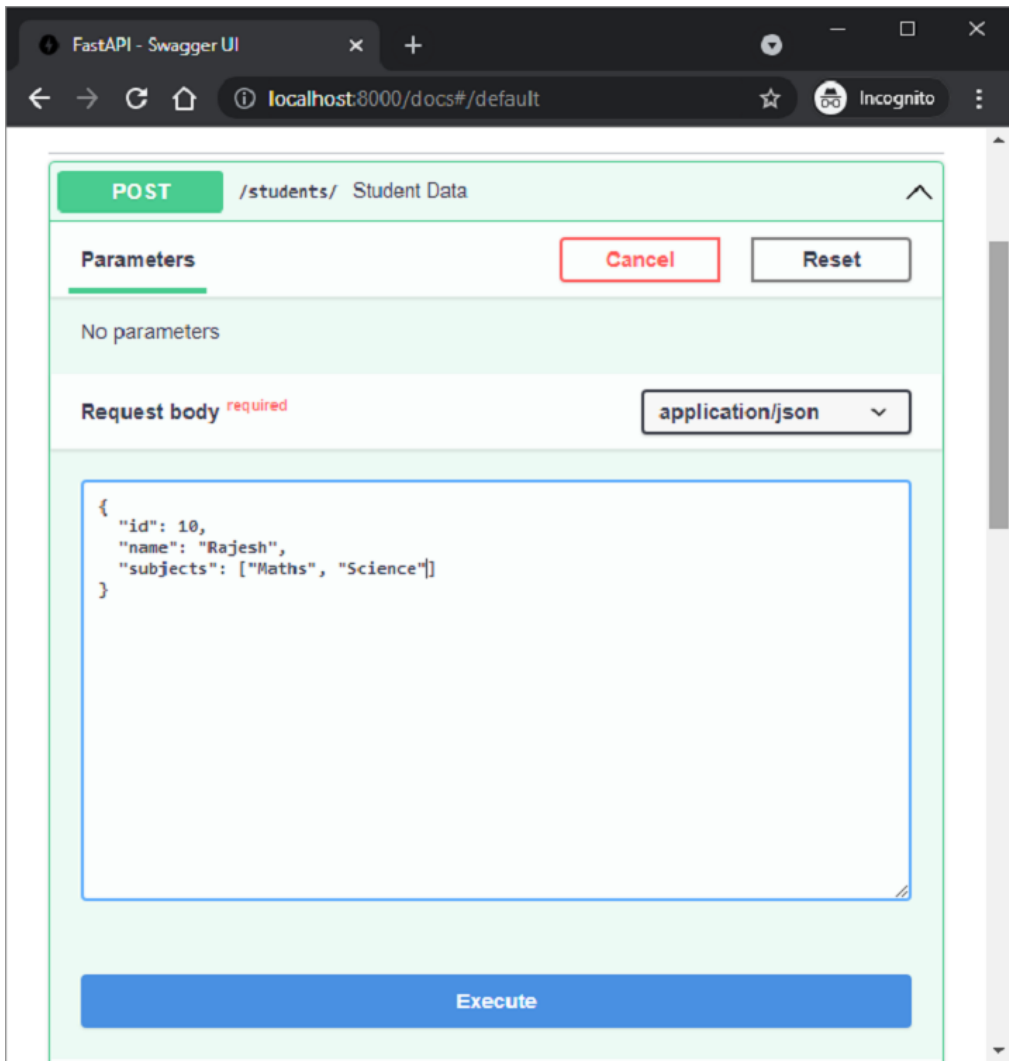 FastAPI - Swagger UI
localhost:8000/docs#/default
Incognito
POST /students/ Student Data
Parameters Cancel Reset
No parameters
Request body required application/json
{
"id": 10,
"name": "Rajesh",
"subjects": ["Maths", "Science"]
}
Execute